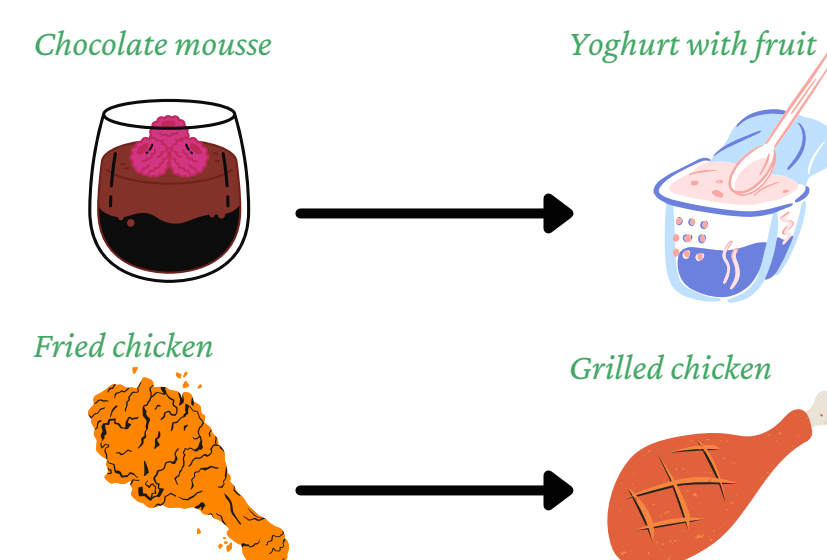 Chocolate mousse
Yoghurt with fruit
Fried chicken
Grilled chicken